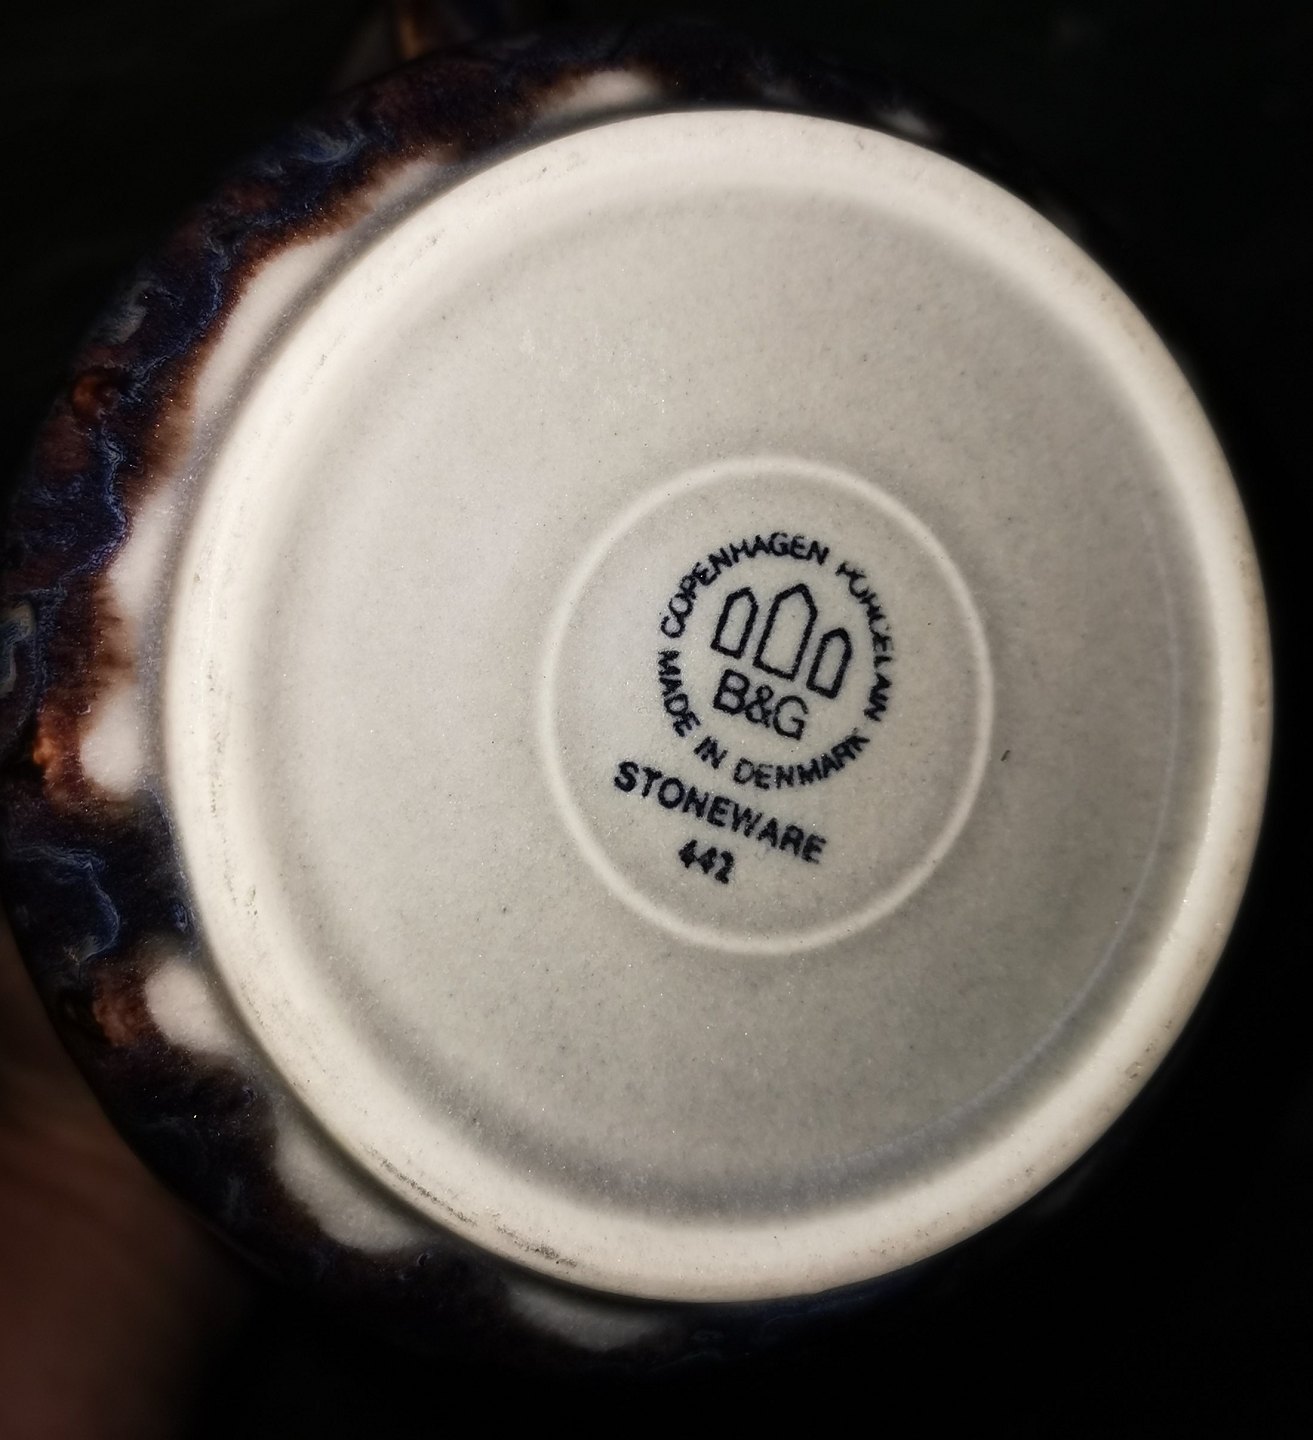 COPENHAGEN PORCELAIN
B&G
MADE IN DENMARK
STONEWARE
442